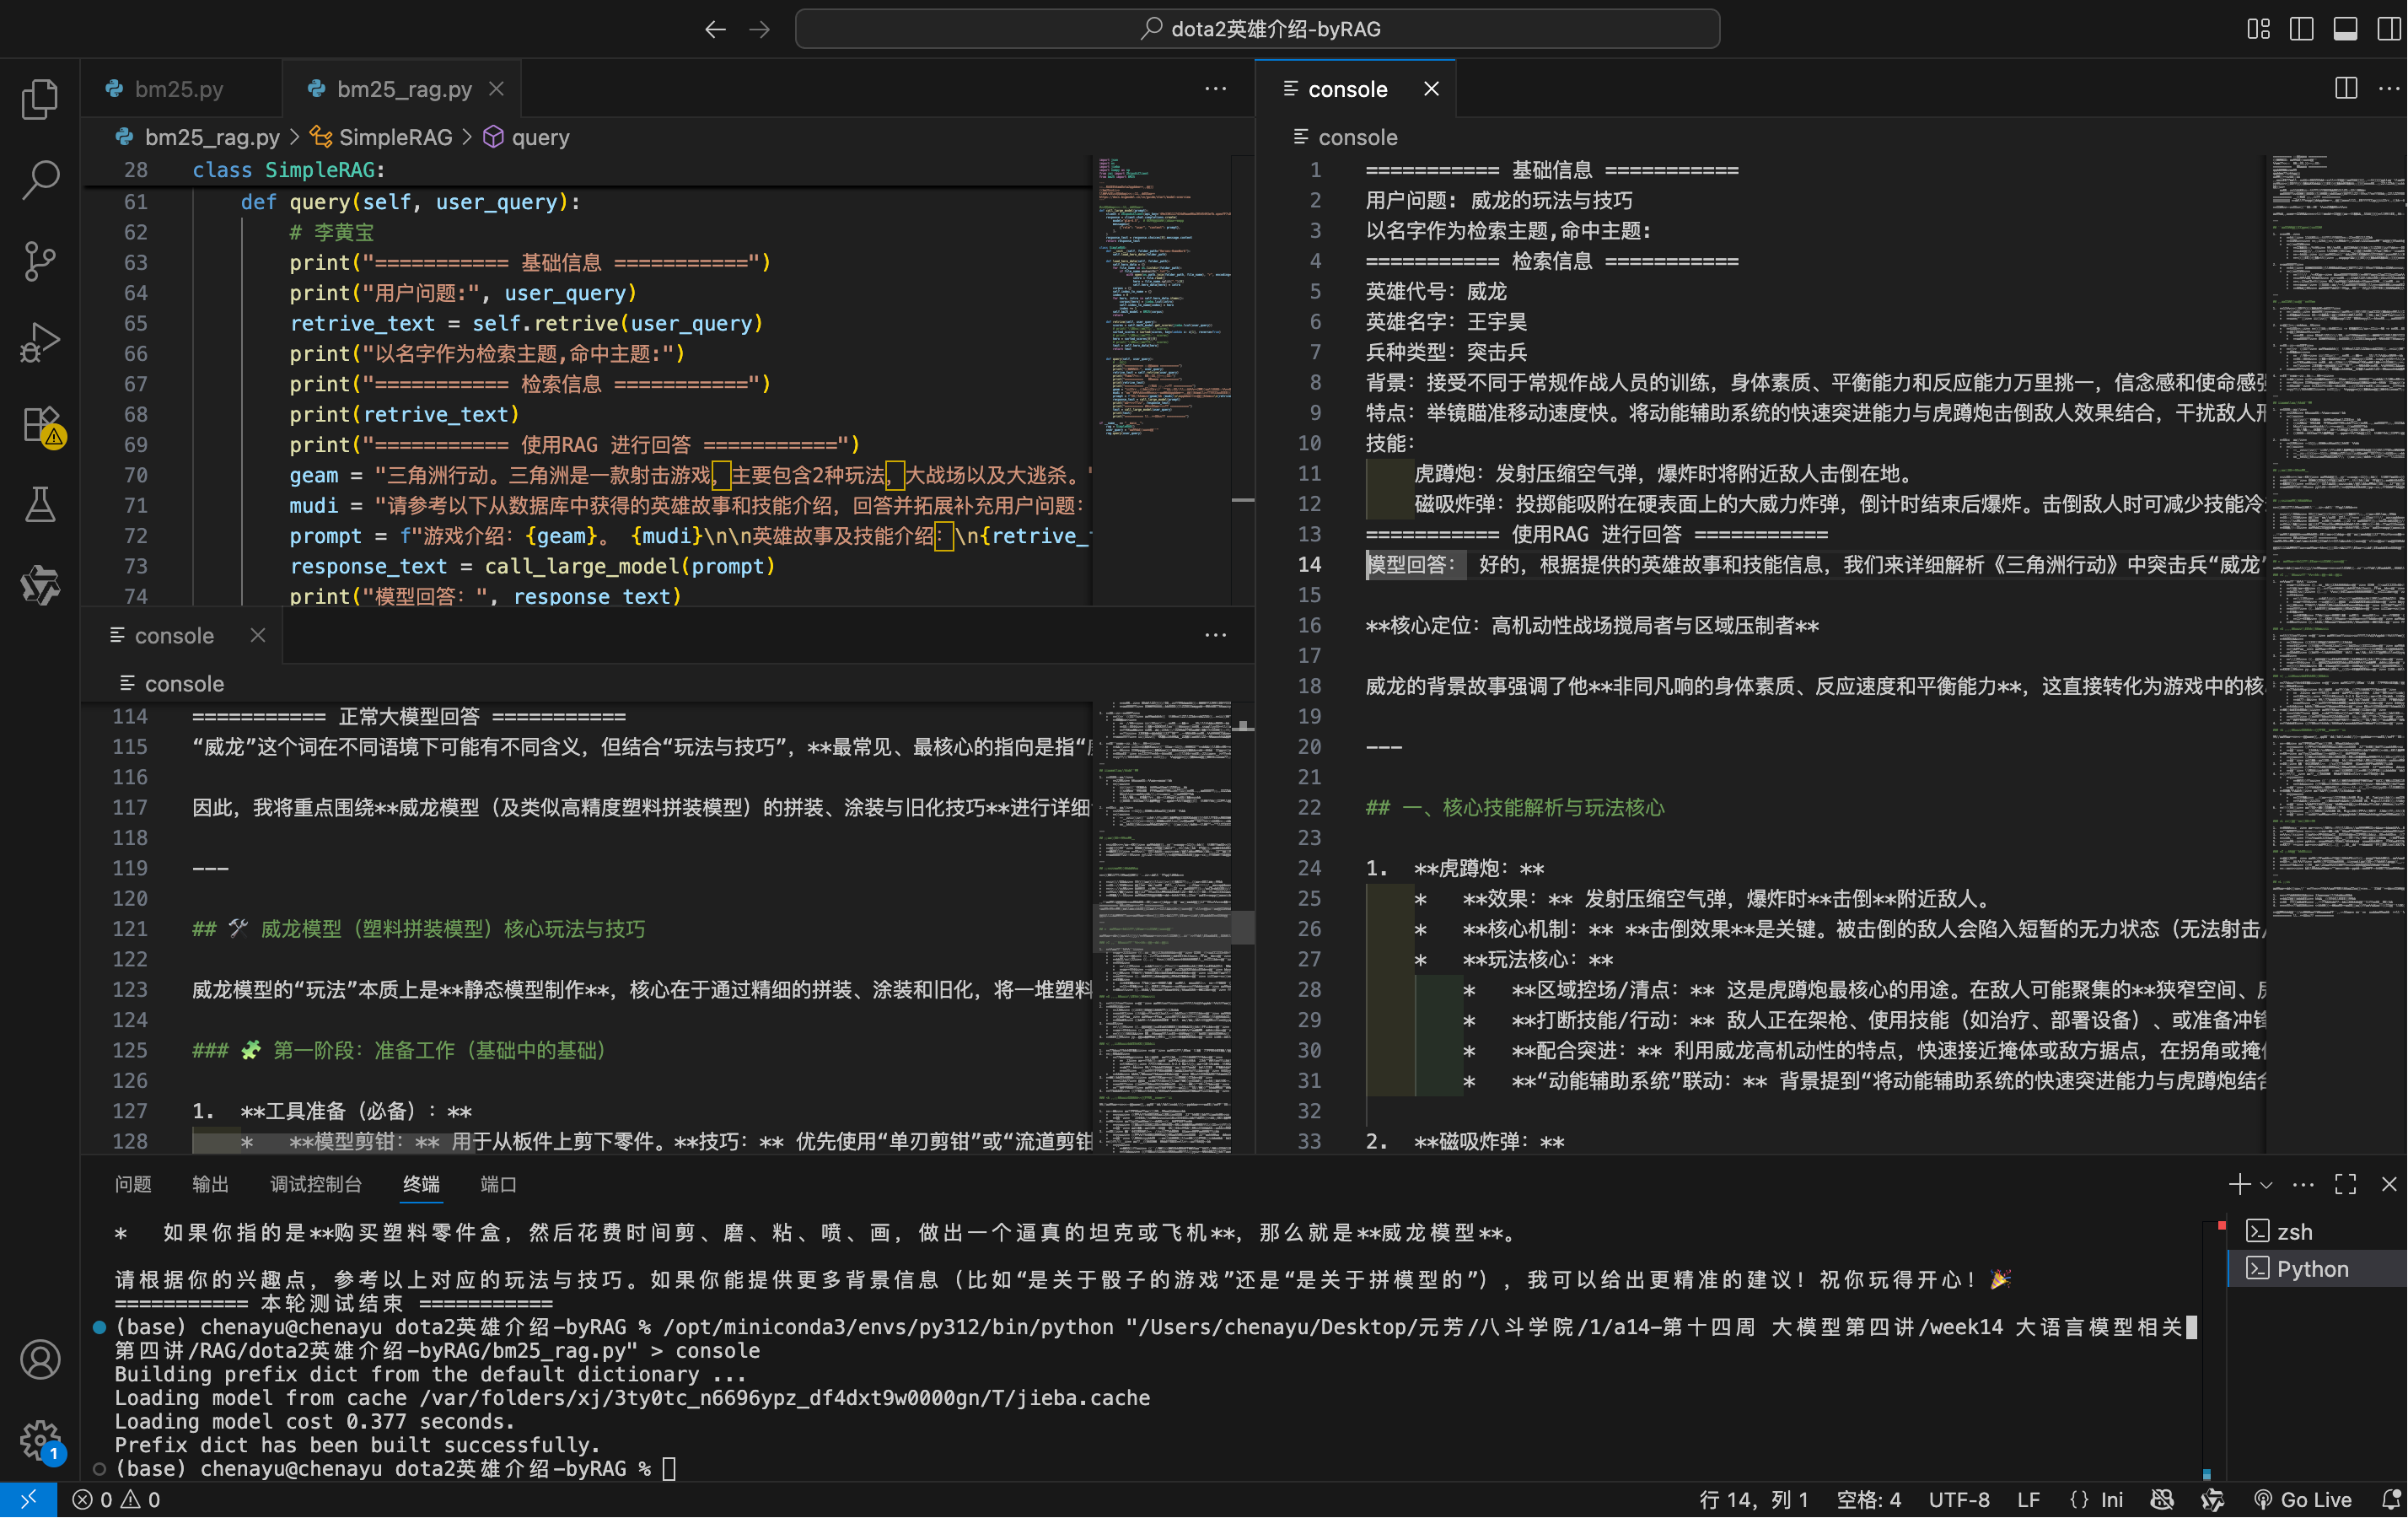 dota2英雄介绍-byRAG
bm25.py
bm25_rag.py
bm25_rag.py > SimpleRAG > query
28 class SimpleRAG:
61 def query(self, user_query):
62 # 李黄宝
63 print("=========== 基础信息 ===========")
64 print("用户问题:", user_query)
65 retrive_text = self.retrive(user_query)
66 print("以名字作为检索主题,命中主题:")
67 print("=========== 检索信息 ===========")
68 print(retrive_text)
69 print("=========== 使用RAG 进行回答 ===========")
70 geam = "三角洲行动。三角洲是一款射击游戏，主要包含2种玩法，大战场以及大逃杀。"
71 mudi = "请参考以下从数据库中获得的英雄故事和技能介绍，回答并拓展补充用户问题：
72 prompt = f"游戏介绍：{geam}。 {mudi}\n\n英雄故事及技能介绍：\n{retrive_
73 response_text = call_large_model(prompt)
74 print("模型回答：", response_text)
console
console
114 =========== 正常大模型回答 ===========
115 “威龙”这个词在不同语境下可能有不同含义，但结合“玩法与技巧”，**最常见、最核心的指向是指“
116
117 因此，我将重点围绕**威龙模型（及类似高精度塑料拼装模型）的拼装、涂装与旧化技巧**进行详细
118
119 ---
120
121 ## 🛠️ 威龙模型（塑料拼装模型）核心玩法与技巧
122
123 威龙模型的“玩法”本质上是**静态模型制作**，核心在于通过精细的拼装、涂装和旧化，将一堆塑料
124
125 ### 🧩 第一阶段：准备工作（基础中的基础）
126
127 1. **工具准备（必备）：**
128 * **模型剪钳：** 用于从板件上剪下零件。**技巧：** 优先使用“单刃剪钳”或“流道剪钳
console
console
1 =========== 基础信息 ===========
2 用户问题: 威龙的玩法与技巧
3 以名字作为检索主题,命中主题:
4 =========== 检索信息 ===========
5 英雄代号：威龙
6 英雄名字：王宇昊
7 兵种类型：突击兵
8 背景：接受不同于常规作战人员的训练，身体素质、平衡能力和反应能力万里挑一，信念感和使命感强
9 特点：举镜瞄准移动速度快。将动能辅助系统的快速突进能力与虎蹲炮击倒敌人效果结合，干扰敌人
10 技能：
11 虎蹲炮：发射压缩空气弹，爆炸时将附近敌人击倒在地。
12 磁吸炸弹：投掷能吸附在硬表面上的大威力炸弹，倒计时结束后爆炸。击倒敌人时可减少技能冷
13 =========== 使用RAG 进行回答 ===========
14 模型回答： 好的，根据提供的英雄故事和技能信息，我们来详细解析《三角洲行动》中突击兵“威龙”
15
16 **核心定位：高机动性战场搅局者与区域压制者**
17
18 威龙的背景故事强调了他**非同凡响的身体素质、反应速度和平衡能力**，这直接转化为游戏中的核
19
20 ---
21
22 ## 一、核心技能解析与玩法核心
23
24 1. **虎蹲炮：**
25 * **效果：** 发射压缩空气弹，爆炸时**击倒**附近敌人。
26 * **核心机制：** **击倒效果**是关键。被击倒的敌人会陷入短暂的无力状态（无法射击/
27 * **玩法核心：**
28 * **区域控场/清点：** 这是虎蹲炮最核心的用途。在敌人可能聚集的**狭窄空间、
29 * **打断技能/行动：** 敌人正在架枪、使用技能（如治疗、部署设备）、或准备冲锋
30 * **配合突进：** 利用威龙高机动性的特点，快速接近掩体或敌方据点，在拐角或掩体
31 * **“动能辅助系统”联动：** 背景提到“将动能辅助系统的快速突进能力与虎蹲炮结合
32
33 2. **磁吸炸弹：**
问题 输出 调试控制台 终端 端口
* 如果你指的是**购买塑料零件盒，然后花费时间剪、磨、粘、喷、画，做出一个逼真的坦克或飞机**，那么就是**威龙模型**。
请根据你的兴趣点，参考以上对应的玩法与技巧。如果你能提供更多背景信息（比如“是关于骰子的游戏”还是“是关于拼模型的”），我可以给出更精准的建议！祝你玩得开心！🎉
=========== 本轮测试结束 ===========
(base) chenayu@chenayu dota2英雄介绍-byRAG % /opt/miniconda3/envs/py312/bin/python "/Users/chenayu/Desktop/元芳/八斗学院/1/a14-第十四周 大模型第四讲/week14 大语言模型相关
第四讲/RAG/dota2英雄介绍-byRAG/bm25_rag.py" > console
Building prefix dict from the default dictionary ...
Loading model from cache /var/folders/xj/3ty0tc_n6696ypz_df4dxt9w0000gn/T/jieba.cache
Loading model cost 0.377 seconds.
Prefix dict has been built successfully.
(base) chenayu@chenayu dota2英雄介绍-byRAG %
zsh
Python
1
0 0
行 14，列 1 空格: 4 UTF-8 LF {} Ini Go Live